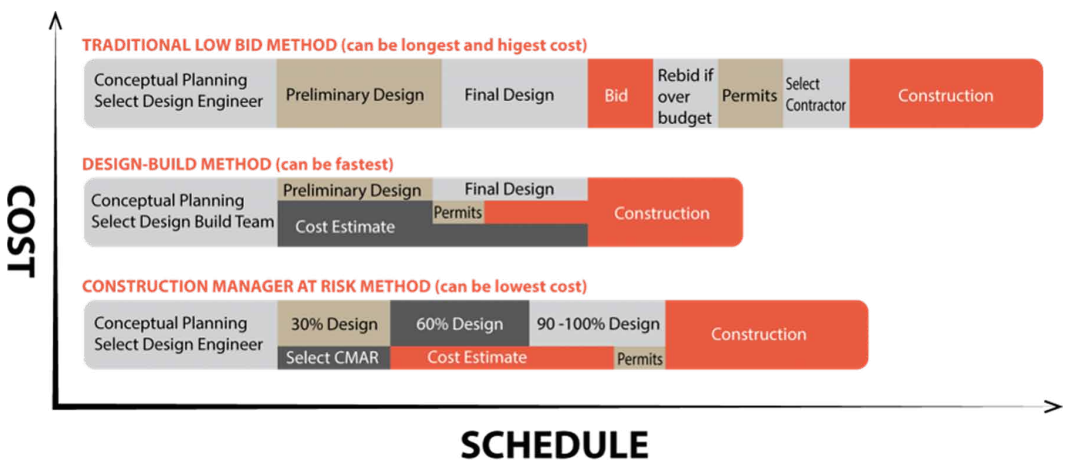 TRADITIONAL LOW BID METHOD (can be longest and higest cost)
Conceptual Planning
Select Design Engineer
Preliminary Design
Final Design
Bid
Rebid if
over
budget
Permits
Select
Contractor
Construction
DESIGN-BUILD METHOD (can be fastest)
Conceptual Planning
Select Design Build Team
Preliminary Design
Final Design
Permits
Cost Estimate
Construction
CONSTRUCTION MANAGER AT RISK METHOD (can be lowest cost)
Conceptual Planning
Select Design Engineer
30% Design
60% Design
90 -100% Design
Select CMAR
Cost Estimate
Permits
Construction
COST
SCHEDULE